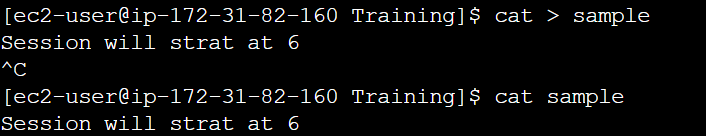 [ec2-user@ip-172-31-82-160 Training]$ cat > sample
Session will strat at 6
^C
[ec2-user@ip-172-31-82-160 Training]$ cat sample
Session will strat at 6